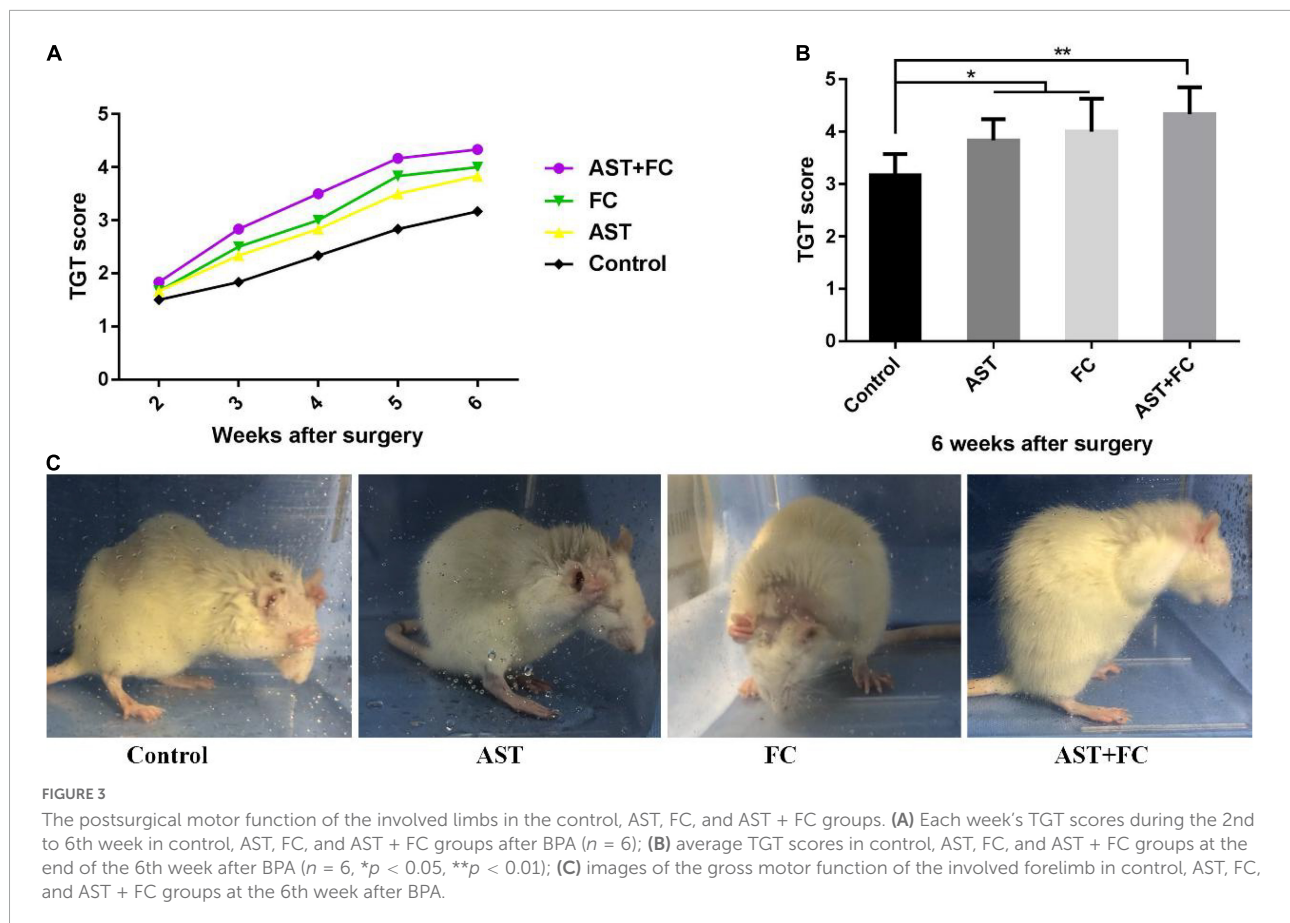 A
TGT score
5
4
3
2
1
0
2 3 4 5 6
Weeks after surgery
AST+FC
FC
AST
Control
B
**
*
TGT score
5
4
3
2
1
0
Control AST FC AST+FC
6 weeks after surgery
C
Control AST FC AST+FC
FIGURE 3
The postsurgical motor function of the involved limbs in the control, AST, FC, and AST + FC groups. (A) Each week's TGT scores during the 2nd
to 6th week in control, AST, FC, and AST + FC groups after BPA (n = 6); (B) average TGT scores in control, AST, FC, and AST + FC groups at the
end of the 6th week after BPA (n = 6, *p < 0.05, **p < 0.01); (C) images of the gross motor function of the involved forelimb in control, AST, FC,
and AST + FC groups at the 6th week after BPA.